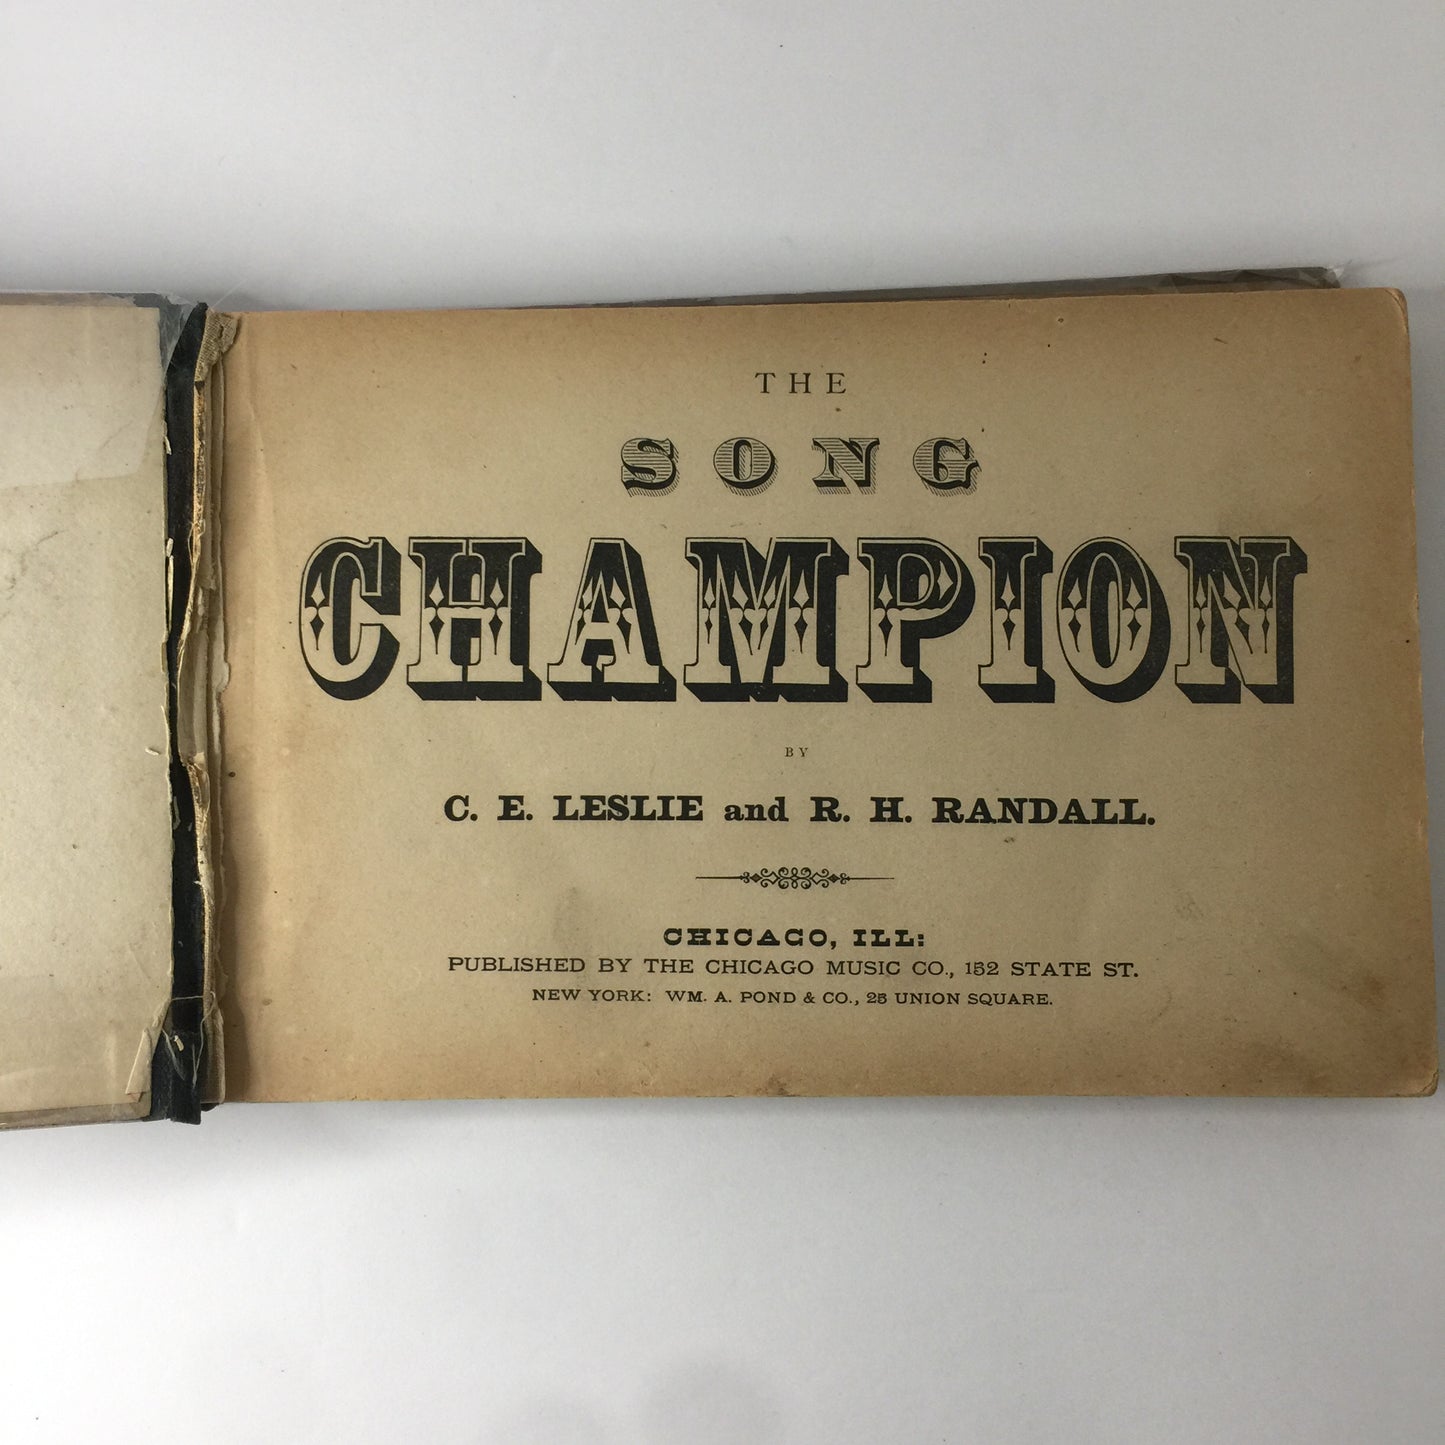 THE
SONG
CHAMPION
BY
C. E. LESLIE and R. H. RANDALL.
CHICAGO, ILL:
PUBLISHED BY THE CHICAGO MUSIC CO., 152 STATE ST.
NEW YORK: WM. A. POND & CO., 25 UNION SQUARE.